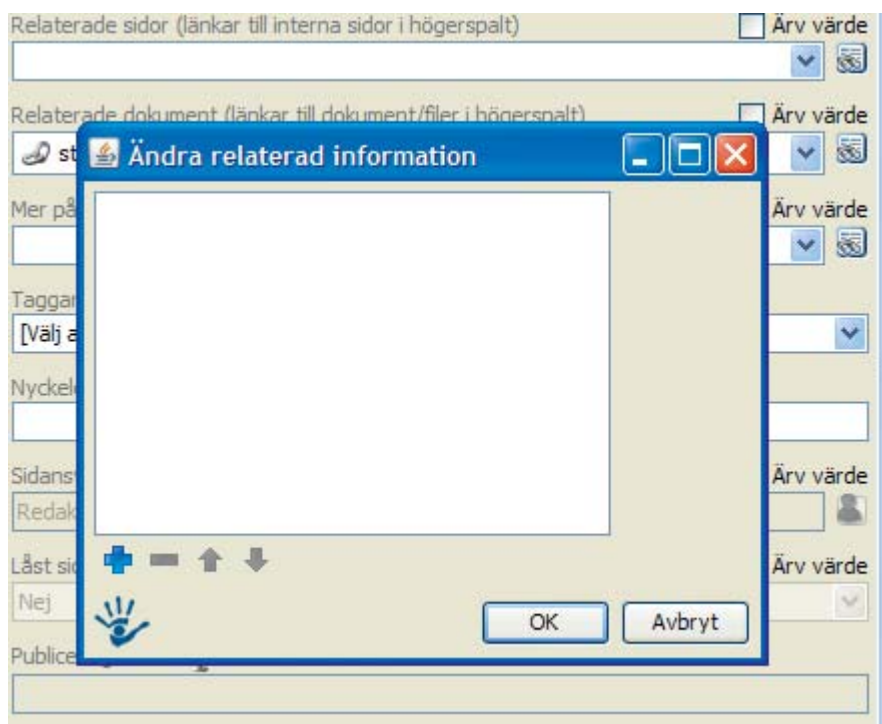 Relaterade sidor (länkar till interna sidor i högerspalt) Ärv värde
Relaterade dokument (länkar till dokument/filer i högerspalt) Ärv värde
st
Ändra relaterad information
Mer på Ärv värde
Taggar
[Välj a
Nyckel
Sidans Ärv värde
Redak
Låst sid Ärv värde
Nej
OK Avbryt
Publice